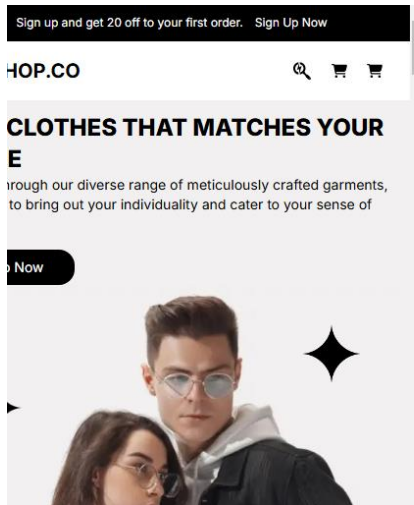 Sign up and get 20 off to your first order. Sign Up Now
HOP.CO
CLOTHES THAT MATCHES YOUR
E
rough our diverse range of meticulously crafted garments,
to bring out your individuality and cater to your sense of
Now